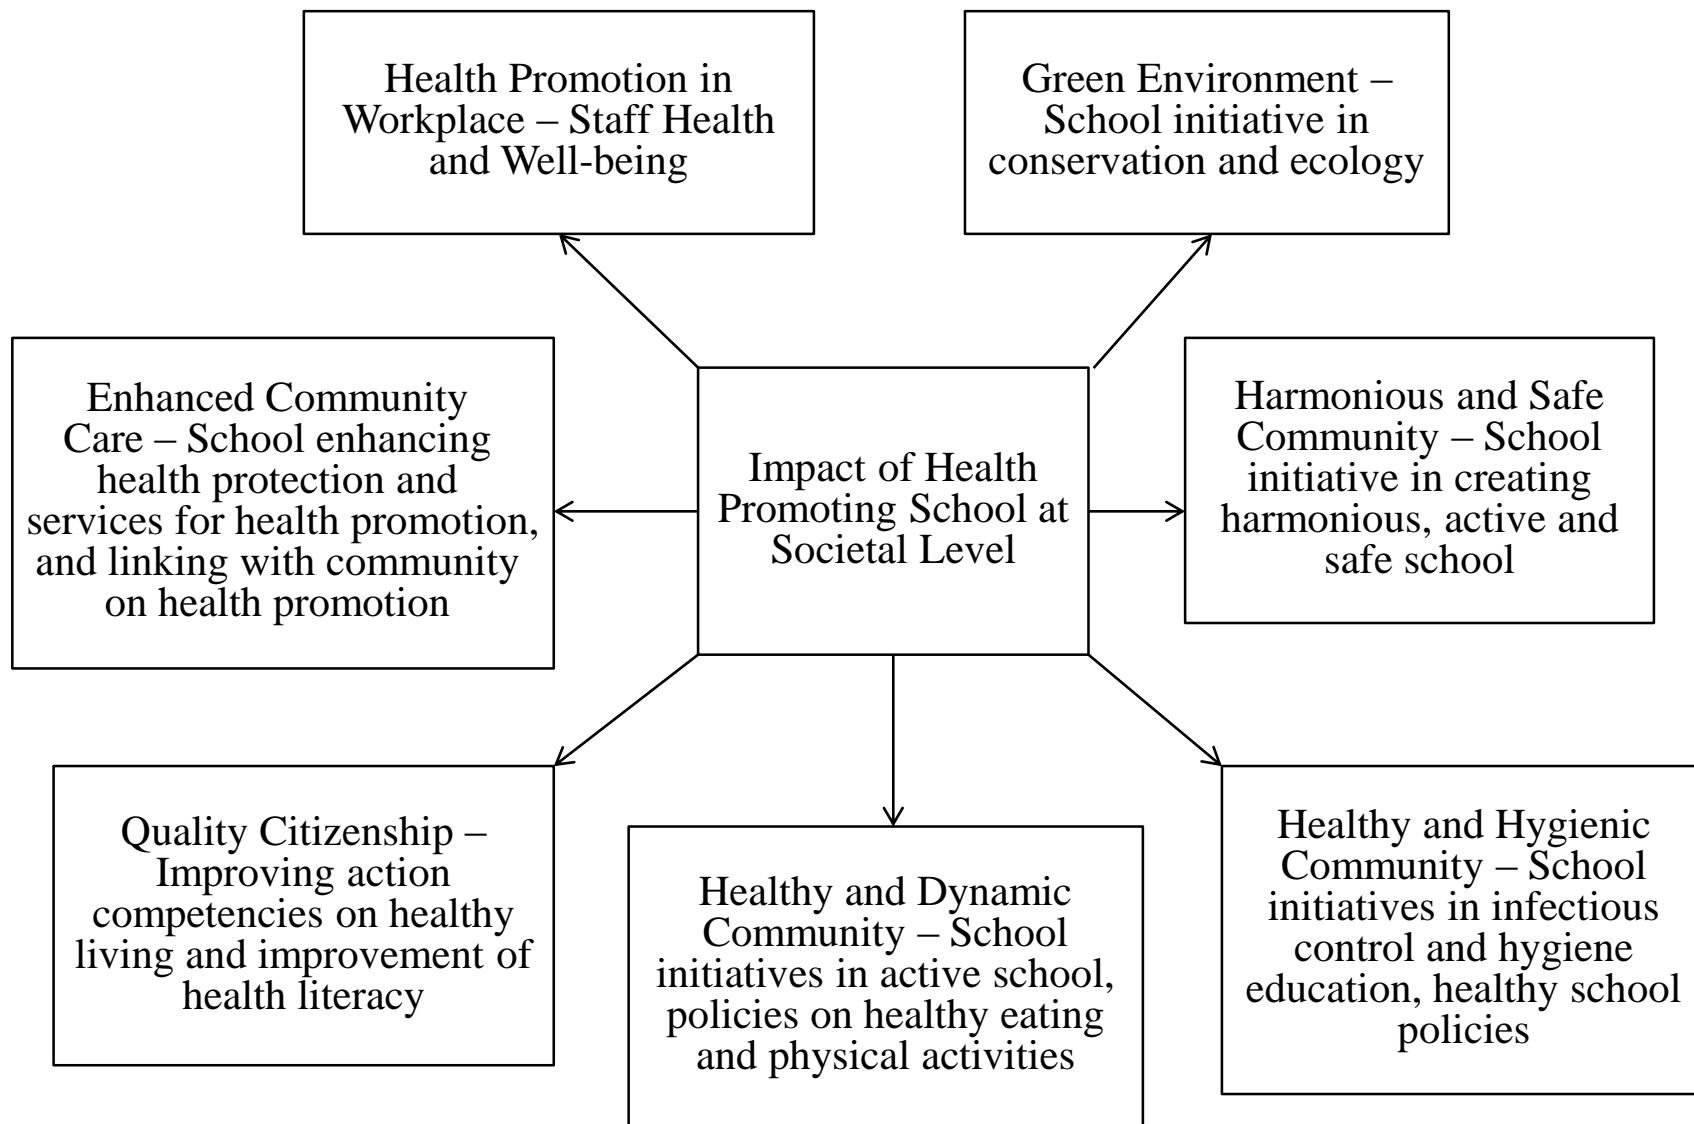 Health Promotion in
Workplace – Staff Health
and Well-being
Green Environment –
School initiative in
conservation and ecology
Enhanced Community
Care – School enhancing
health protection and
services for health promotion,
and linking with community
on health promotion
Impact of Health
Promoting School at
Societal Level
Harmonious and Safe
Community – School
initiative in creating
harmonious, active and
safe school
Quality Citizenship –
Improving action
competencies on healthy
living and improvement of
health literacy
Healthy and Dynamic
Community – School
initiatives in active school,
policies on healthy eating
and physical activities
Healthy and Hygienic
Community – School
initiatives in infectious
control and hygiene
education, healthy school
policies